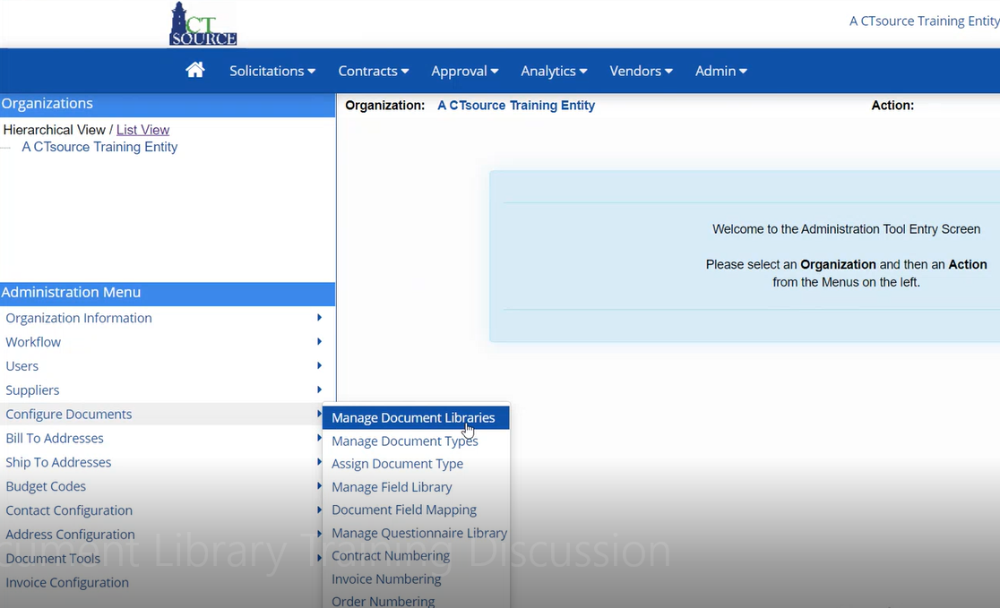 CT
SOURCE
A CTsource Training Entity
Solicitations
Contracts
Approval
Analytics
Vendors
Admin
Organizations
Hierarchical View / List View
A CTsource Training Entity
Organization: A CTsource Training Entity
Action:
Welcome to the Administration Tool Entry Screen
Please select an Organization and then an Action
from the Menus on the left.
Administration Menu
Organization Information
Workflow
Users
Suppliers
Configure Documents
Bill To Addresses
Ship To Addresses
Budget Codes
Contact Configuration
Address Configuration
Document Tools
Invoice Configuration
Manage Document Libraries
Manage Document Types
Assign Document Type
Manage Field Library
Document Field Mapping
Manage Questionnaire Library
Contract Numbering
Invoice Numbering
Order Numbering
cument Library Training Discussion